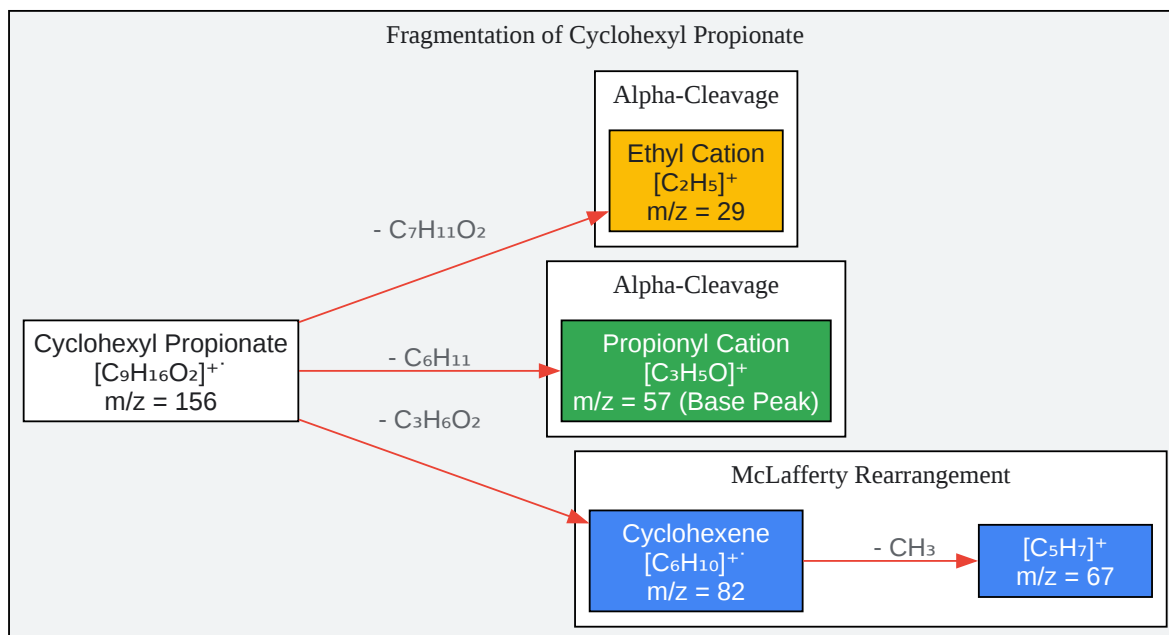 Fragmentation of Cyclohexyl Propionate
Alpha-Cleavage
Ethyl Cation
[C₂H₅]⁺
m/z = 29
- C₇H₁₁O₂
Alpha-Cleavage
Cyclohexyl Propionate
[C₉H₁₆O₂]⁺˙
m/z = 156
- C₆H₁₁
Propionyl Cation
[C₃H₅O]⁺
m/z = 57 (Base Peak)
- C₃H₆O₂
McLafferty Rearrangement
Cyclohexene
[C₆H₁₀]⁺˙
m/z = 82
- CH₃
[C₅H₇]⁺
m/z = 67